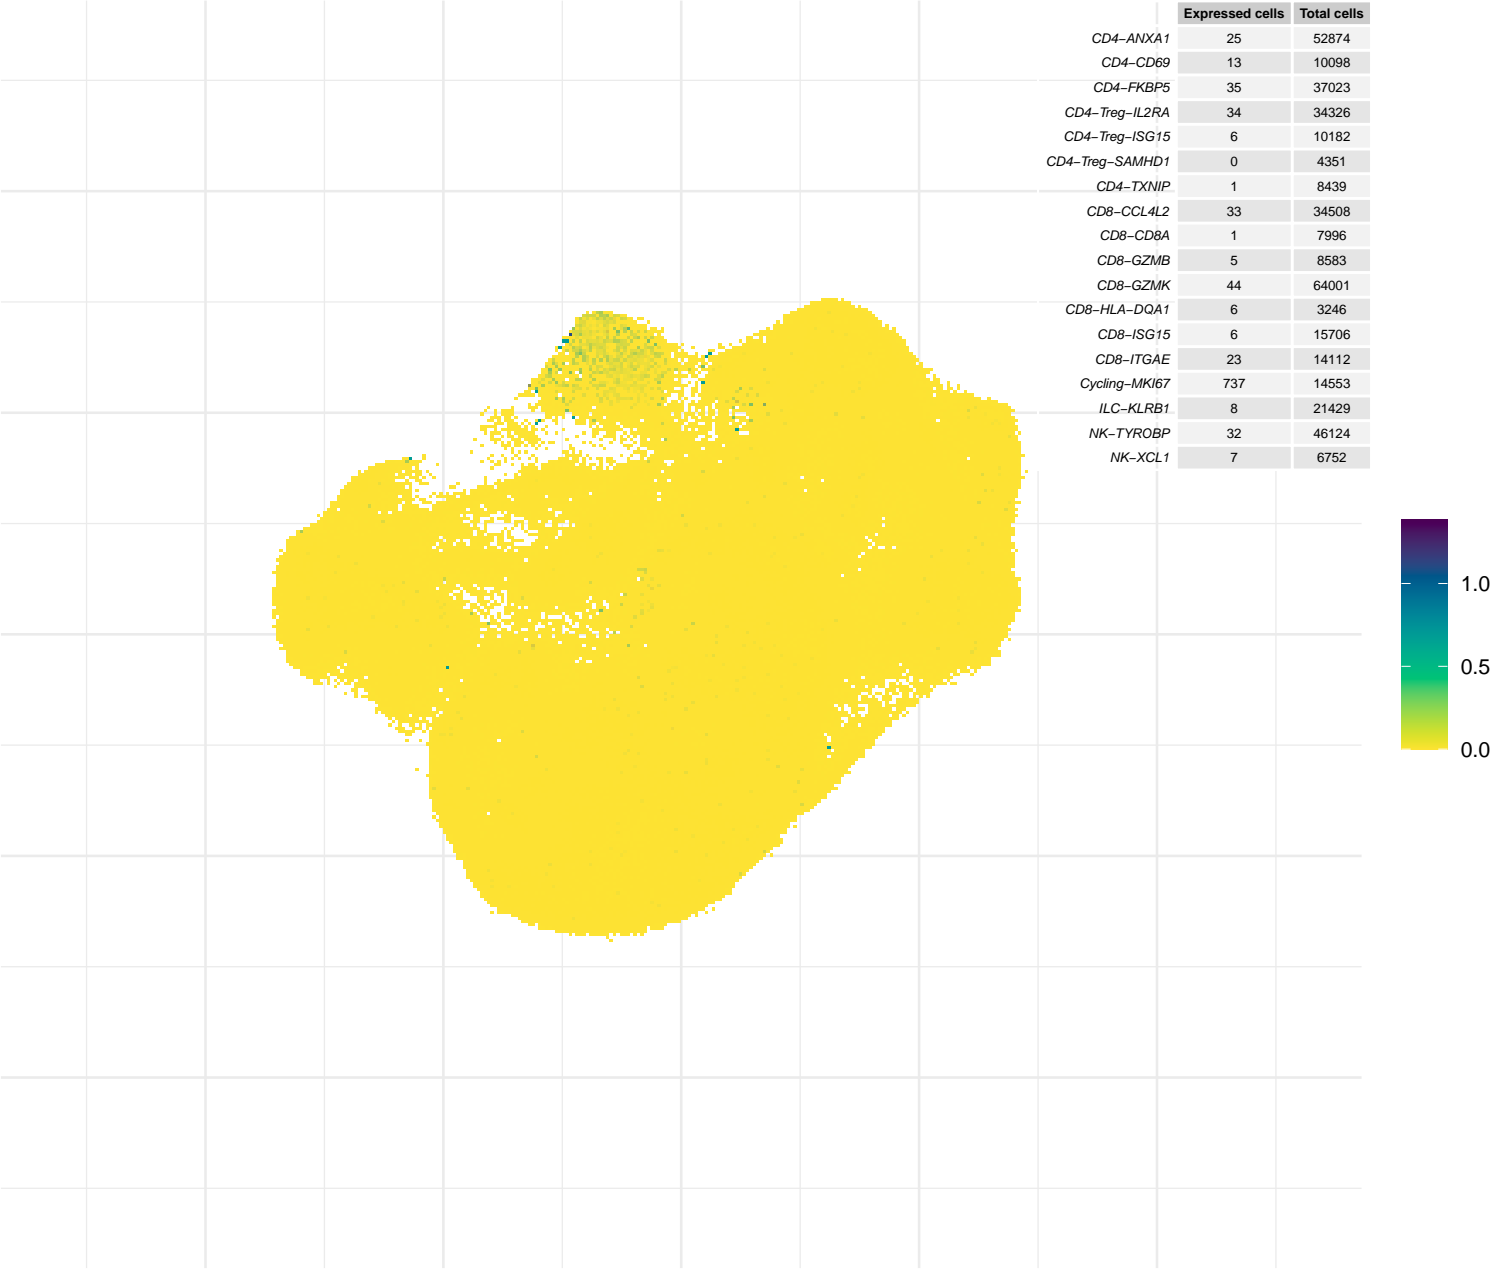 Expressed cells Total cells
CD4−ANXA1 25 52874
CD4−CD69 13 10098
CD4−FKBP5 35 37023
CD4−Treg−IL2RA 34 34326
CD4−Treg−ISG15 6 10182
CD4−Treg−SAMHD1 0 4351
CD4−TXNIP 1 8439
CD8−CCL4L2 33 34508
CD8−CD8A 1 7996
CD8−GZMB 5 8583
CD8−GZMK 44 64001
CD8−HLA−DQA1 6 3246
CD8−ISG15 6 15706
CD8−ITGAE 23 14112
Cycling−MKI67 737 14553
ILC−KLRB1 8 21429
NK−TYROBP 32 46124
NK−XCL1 7 6752
1.0
0.5
0.0